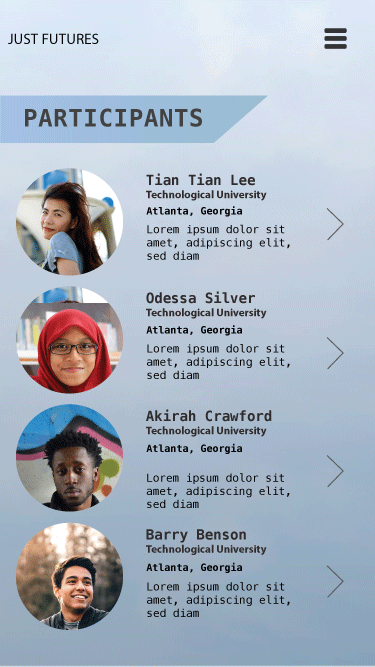 JUST FUTURES
PARTICIPANTS
Tian Tian Lee
Technological University
Atlanta, Georgia
Lorem ipsum dolor sit
amet, adipiscing elit,
sed diam
Odessa Silver
Technological University
Atlanta, Georgia
Lorem ipsum dolor sit
amet, adipiscing elit,
sed diam
Akirah Crawford
Technological University
Atlanta, Georgia
Lorem ipsum dolor sit
amet, adipiscing elit,
sed diam
Barry Benson
Technological University
Atlanta, Georgia
Lorem ipsum dolor sit
amet, adipiscing elit,
sed diam